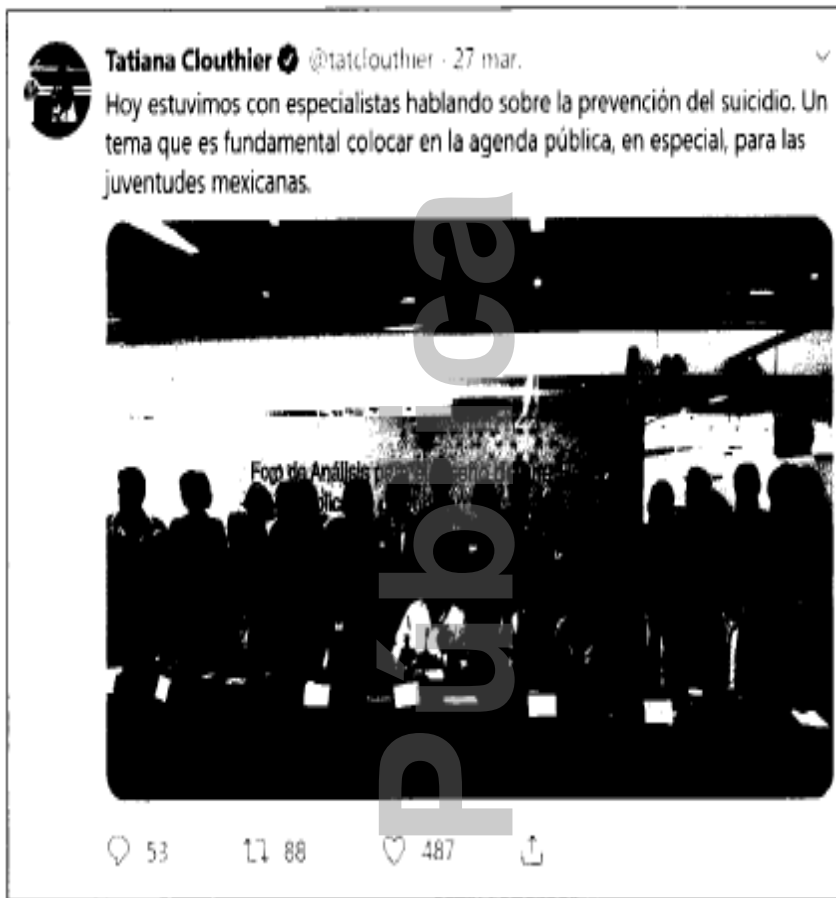 Tatiana Clouthier @tatclouthier · 27 mar.
Hoy estuvimos con especialistas hablando sobre la prevención del suicidio. Un
tema que es fundamental colocar en la agenda pública, en especial, para las
juventudes mexicanas.
Foro de Análisis
53 88 487
Pública